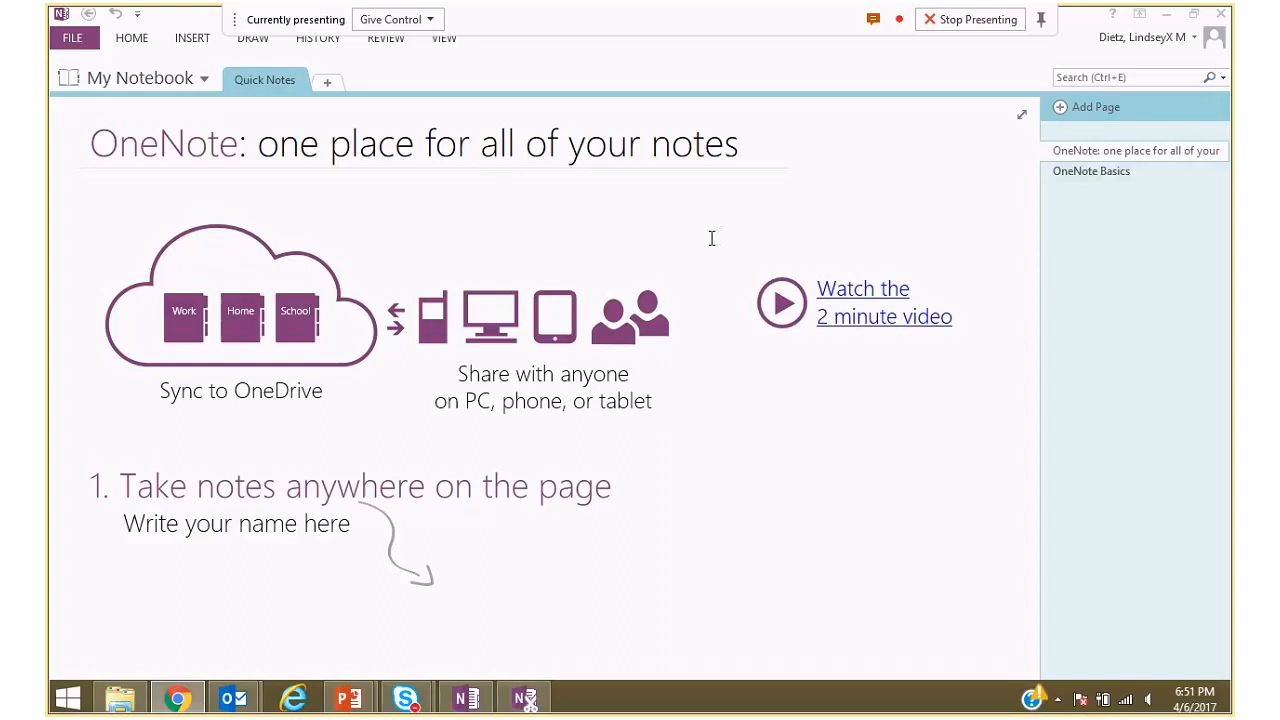 Currently presenting Give Control Stop Presenting ?
FILE HOME INSERT DRAW HISTORY REVIEW VIEW Dietz, LindseyX M
My Notebook Quick Notes + Search (Ctrl+E)
Add Page
OneNote: one place for all of your notes
OneNote: one place for all of your
OneNote Basics
Work Home School
Watch the
2 minute video
Sync to OneDrive
Share with anyone
on PC, phone, or tablet
1. Take notes anywhere on the page
Write your name here
6:51 PM
4/6/2017